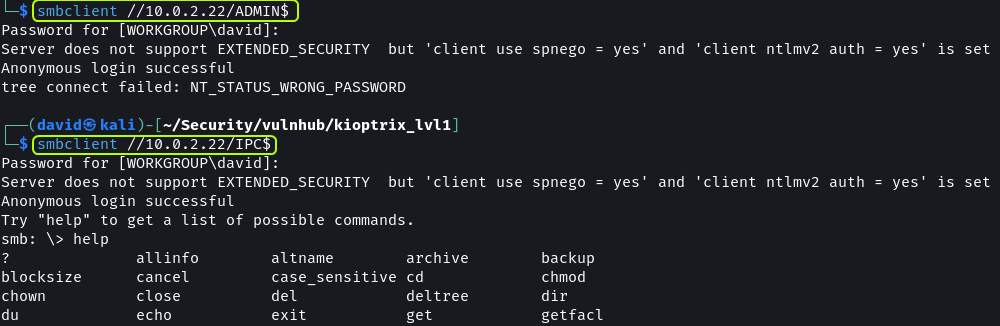 └─$ smbclient //10.0.2.22/ADMIN$
Password for [WORKGROUP\david]:
Server does not support EXTENDED_SECURITY  but 'client use spnego = yes' and 'client ntlmv2 auth = yes' is set
Anonymous login successful
tree connect failed: NT_STATUS_WRONG_PASSWORD
┌──(david㉿kali)-[~/Security/vulnhub/kioptrix_lvl1]
└─$ smbclient //10.0.2.22/IPC$
Password for [WORKGROUP\david]:
Server does not support EXTENDED_SECURITY  but 'client use spnego = yes' and 'client ntlmv2 auth = yes' is set
Anonymous login successful
Try "help" to get a list of possible commands.
smb: \> help
?              allinfo        altname        archive        backup
blocksize      cancel         case_sensitive cd             chmod
chown          close          del            deltree        dir
du             echo           exit           get            getfacl